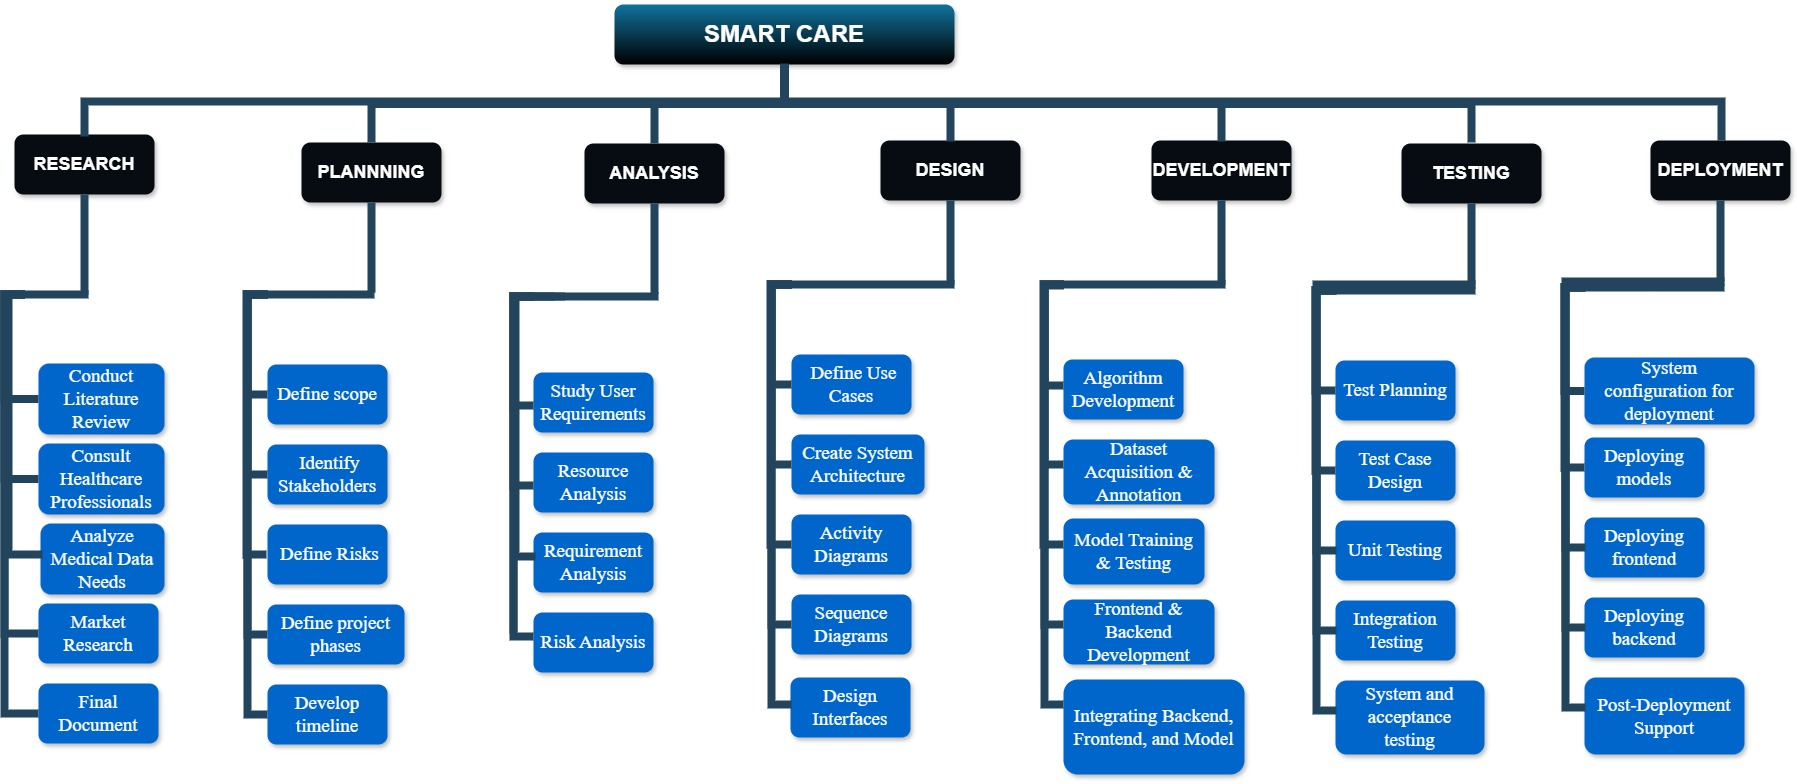 SMART CARE
RESEARCH
PLANNNING
ANALYSIS
DESIGN
DEVELOPMENT
TESTING
DEPLOYMENT
Conduct
Literature
Review
Consult
Healthcare
Professionals
Analyze
Medical Data
Needs
Market
Research
Final
Document
Define scope
Identify
Stakeholders
Define Risks
Define project
phases
Develop
timeline
Study User
Requirements
Resource
Analysis
Requirement
Analysis
Risk Analysis
Define Use
Cases
Create System
Architecture
Activity
Diagrams
Sequence
Diagrams
Design
Interfaces
Algorithm
Development
Dataset
Acquisition &
Annotation
Model Training
& Testing
Frontend &
Backend
Development
Integrating Backend,
Frontend, and Model
Test Planning
Test Case
Design
Unit Testing
Integration
Testing
System and
acceptance
testing
System
configuration for
deployment
Deploying
models
Deploying
frontend
Deploying
backend
Post-Deployment
Support